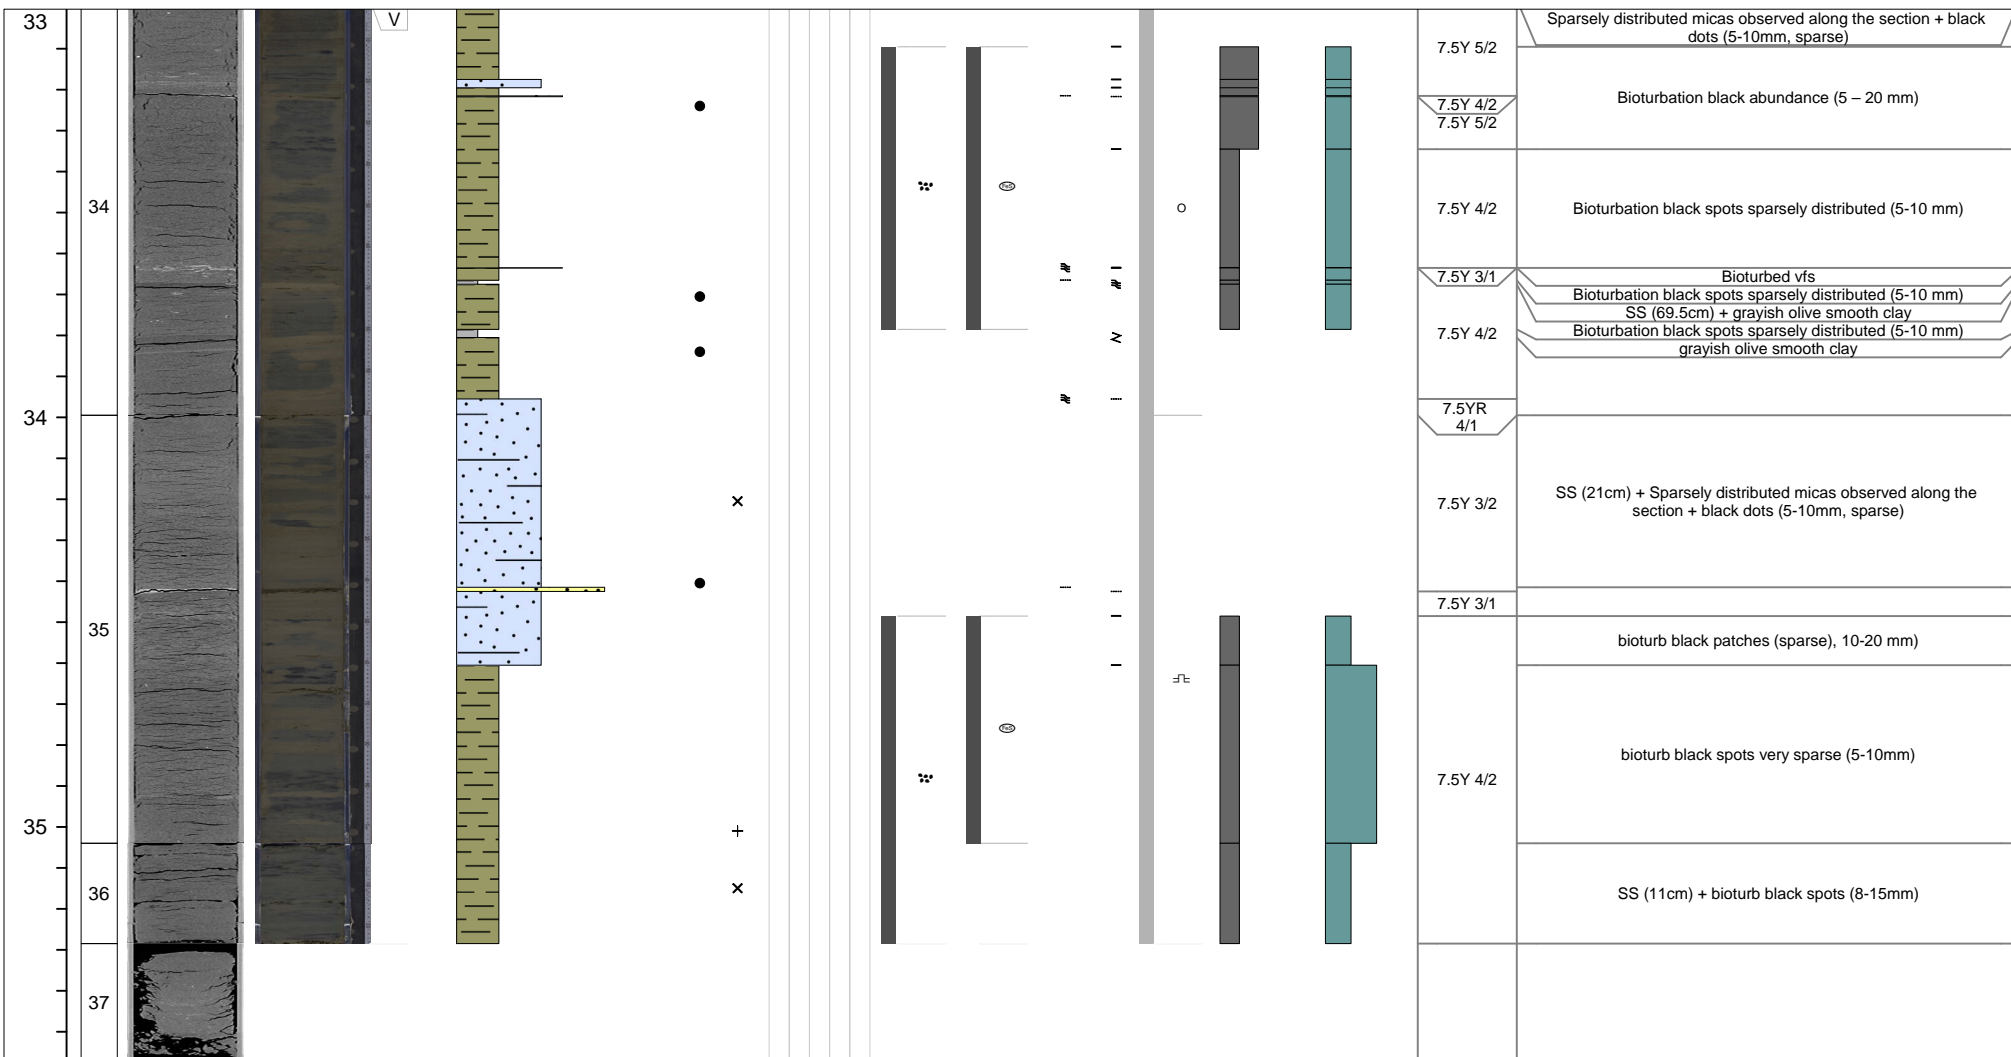 33
34
35
34
35
36
37
V
7.5Y 5/2
7.5Y 4/2
7.5Y 5/2
7.5Y 4/2
7.5Y 3/1
7.5Y 4/2
7.5YR
4/1
7.5Y 3/2
7.5Y 3/1
7.5Y 4/2
Sparsely distributed micas observed along the section + black
dots (5-10mm, sparse)
Bioturbation black abundance (5 – 20 mm)
Bioturbation black spots sparsely distributed (5-10 mm)
Bioturbed vfs
Bioturbation black spots sparsely distributed (5-10 mm)
SS (69.5cm) + grayish olive smooth clay
Bioturbation black spots sparsely distributed (5-10 mm)
grayish olive smooth clay
SS (21cm) + Sparsely distributed micas observed along the
section + black dots (5-10mm, sparse)
bioturb black patches (sparse), 10-20 mm)
bioturb black spots very sparse (5-10mm)
SS (11cm) + bioturb black spots (8-15mm)
FeS
FeS